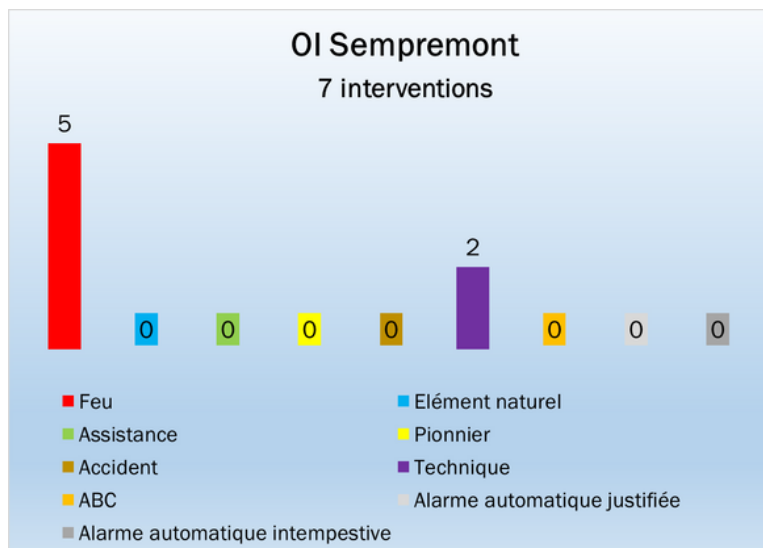 OI Sempremont
7 interventions
5
2
0 0 0 0 0 0 0
Feu Elément naturel
Assistance Pionnier
Accident Technique
ABC Alarme automatique justifiée
Alarme automatique intempestive